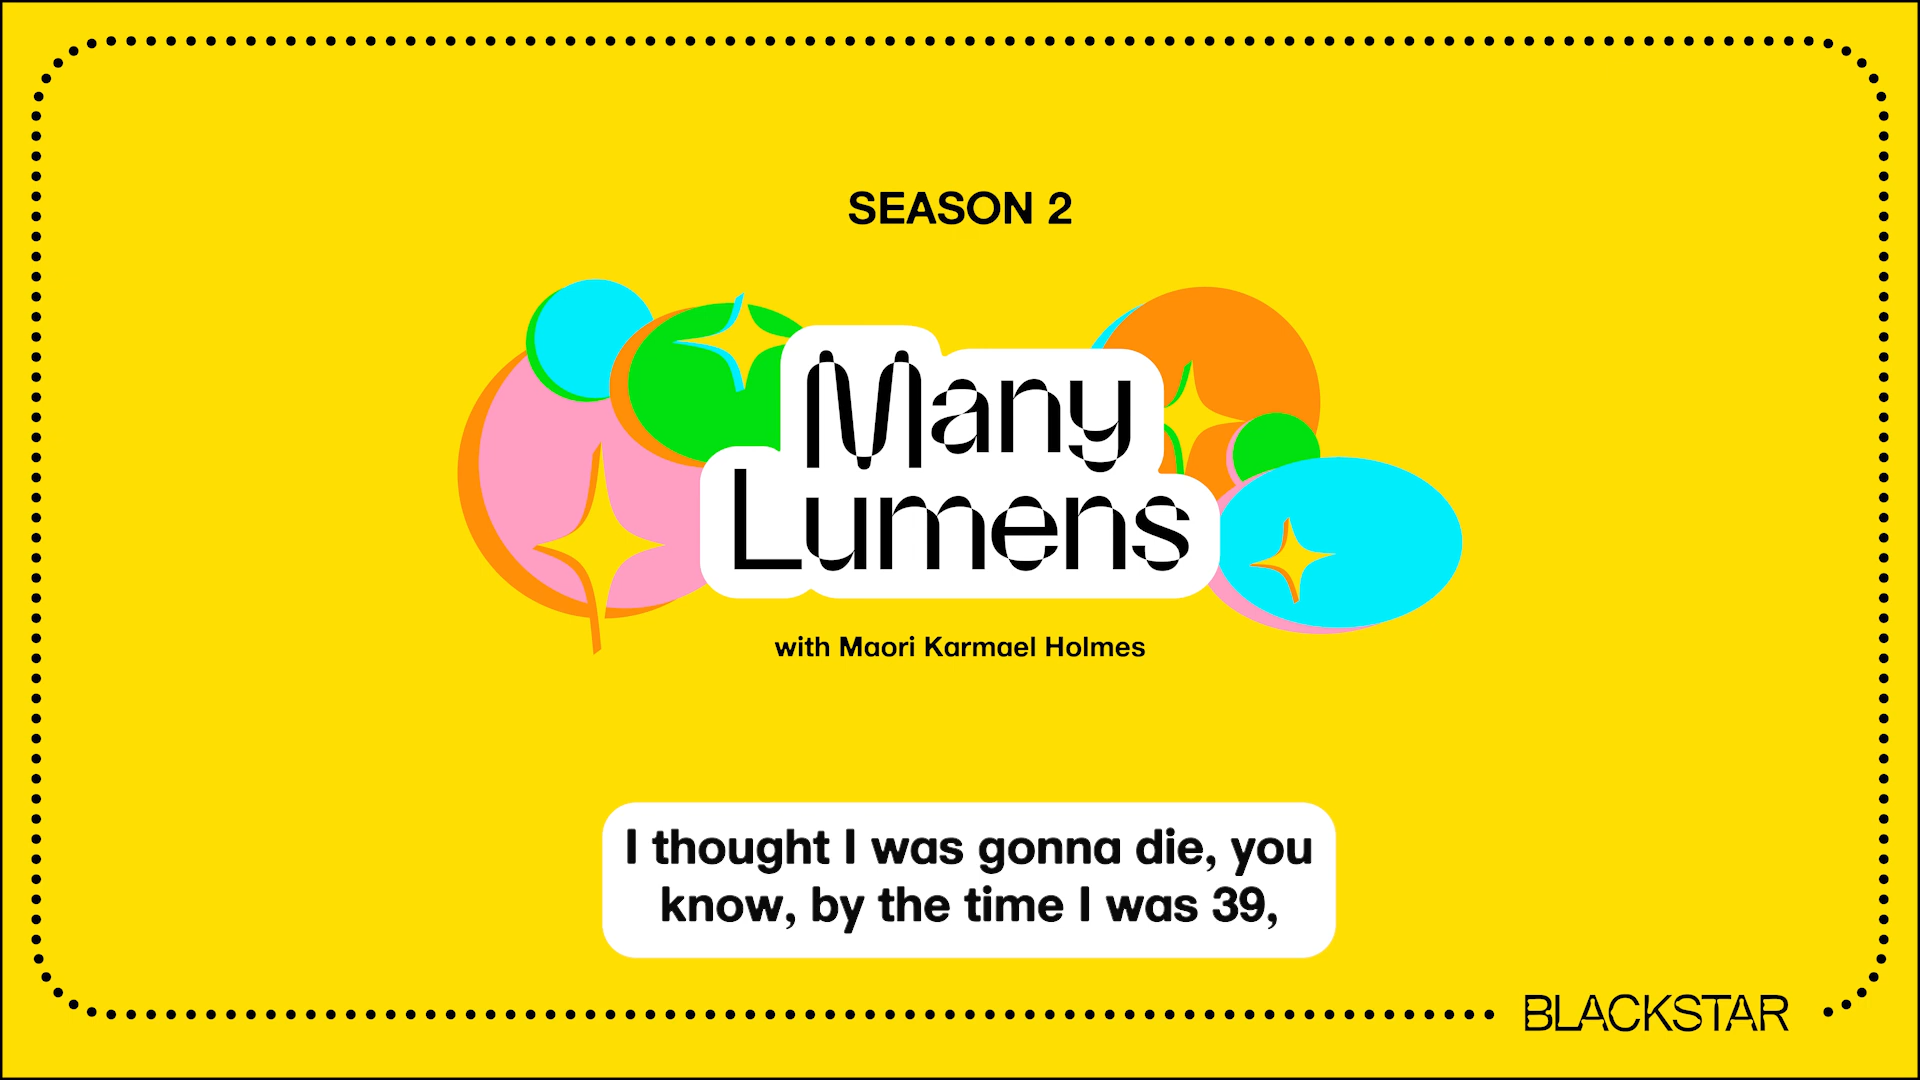 SEASON 2
Many
Lumens
with Maori Karmael Holmes
I thought I was gonna die, you
know, by the time I was 39,
BLACKSTAR